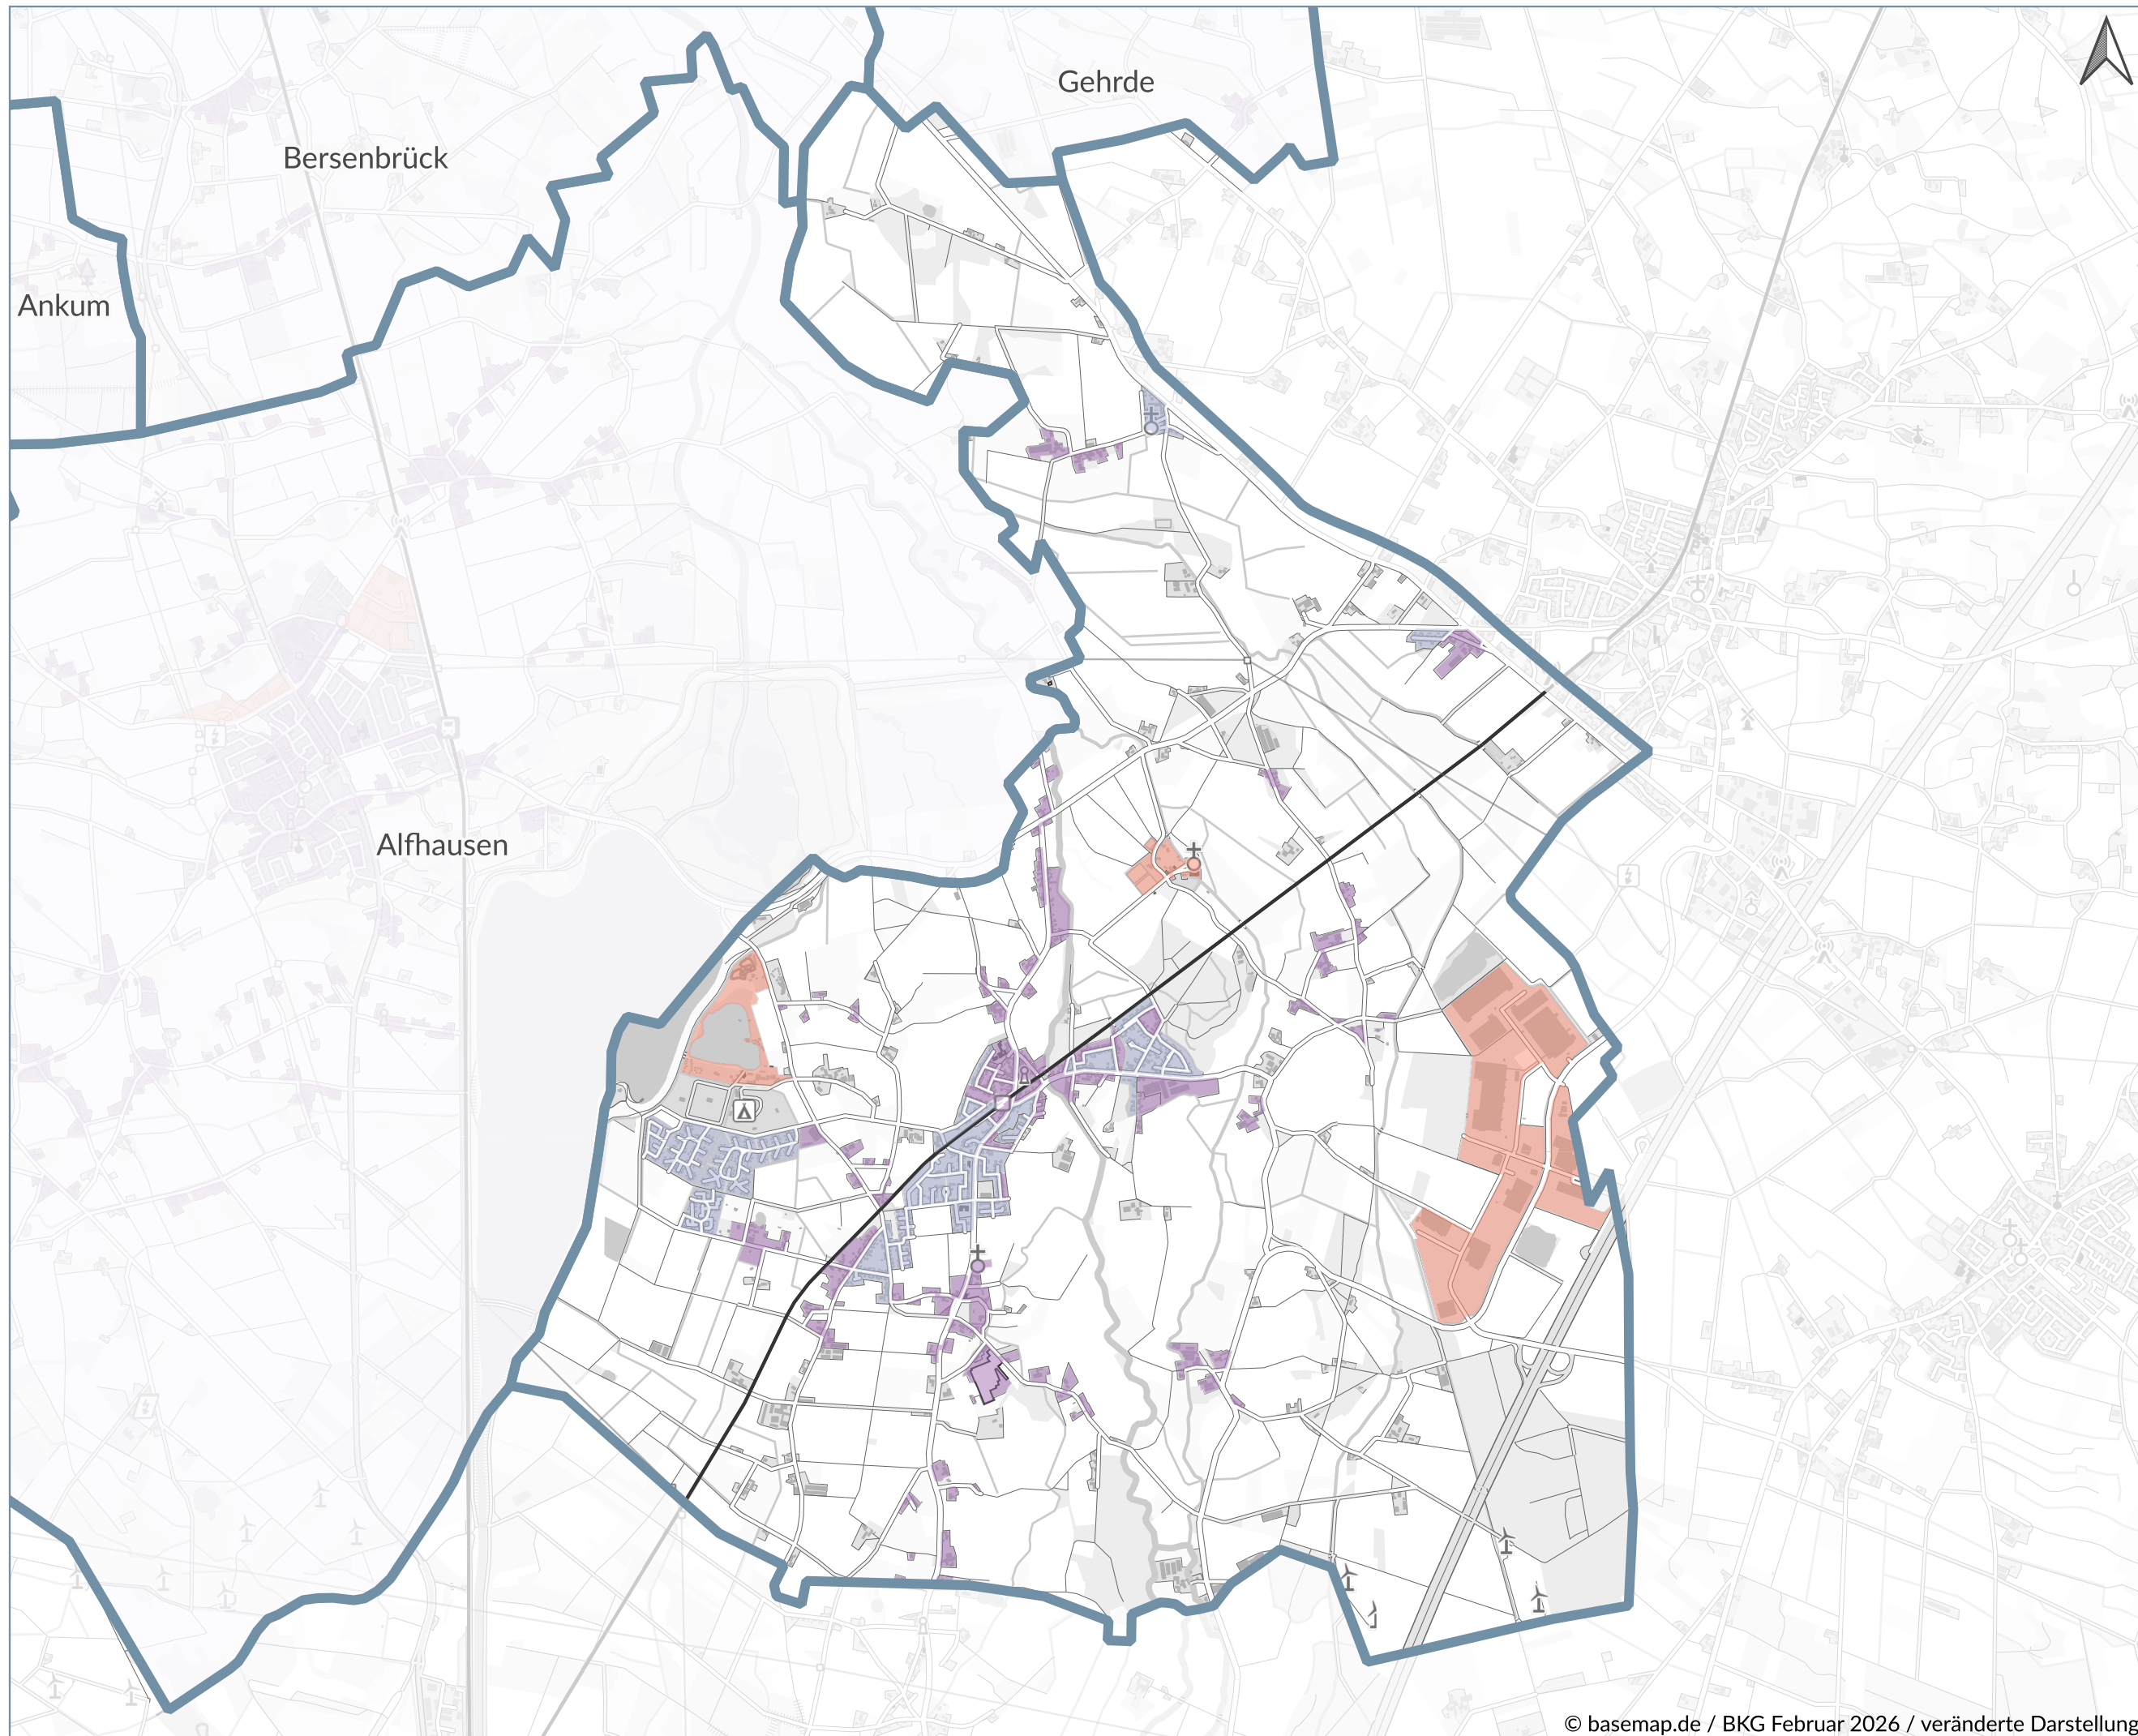 Gehrde
Bersenbrück
Ankum
Alfhausen
© basemap.de / BKG Februar 2026 / veränderte Darstellung